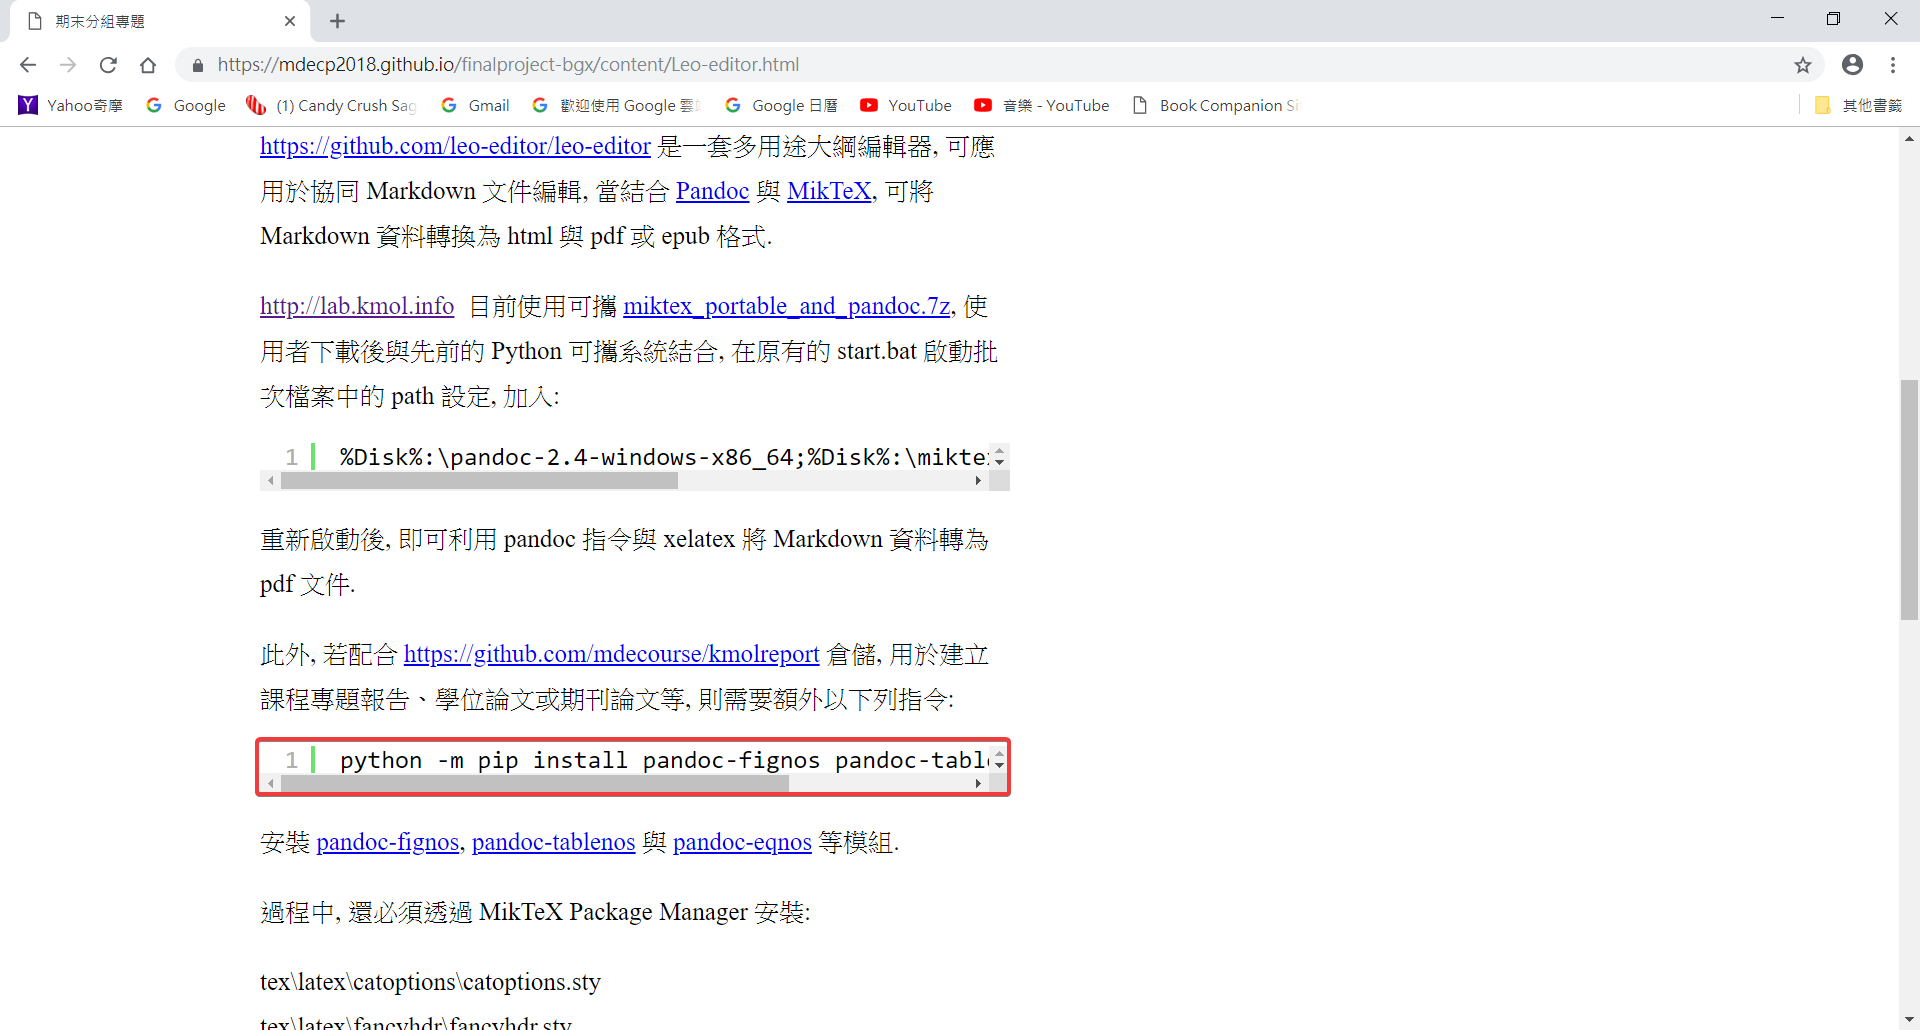 期末分組專題
https://mdecp2018.github.io/finalproject-bgx/content/Leo-editor.html
Yahoo奇摩 Google (1) Candy Crush Sag Gmail 歡迎使用 Google 雲 Google 日曆 YouTube 音樂 - YouTube Book Companion Si 其他書籤
https://github.com/leo-editor/leo-editor 是一套多用途大綱編輯器, 可應
用於協同 Markdown 文件編輯, 當結合 Pandoc 與 MikTeX, 可將
Markdown 資料轉換為 html 與 pdf 或 epub 格式.
http://lab.kmol.info 目前使用可攜 miktex_portable_and_pandoc.7z, 使
用者下載後與先前的 Python 可攜系統結合, 在原有的 start.bat 啟動批
次檔案中的 path 設定, 加入:
1 %Disk%:\pandoc-2.4-windows-x86_64;%Disk%:\mikte
重新啟動後, 即可利用 pandoc 指令與 xelatex 將 Markdown 資料轉為
pdf 文件.
此外, 若配合 https://github.com/mdecourse/kmolreport 倉儲, 用於建立
課程專題報告、學位論文或期刊論文等, 則需要額外以下列指令:
1 python -m pip install pandoc-fignos pandoc-tabl
安裝 pandoc-fignos, pandoc-tablenos 與 pandoc-eqnos 等模組.
過程中, 還必須透過 MikTeX Package Manager 安裝:
tex\latex\catoptions\catoptions.sty
tex\latex\fancyhdr\fancyhdr.sty